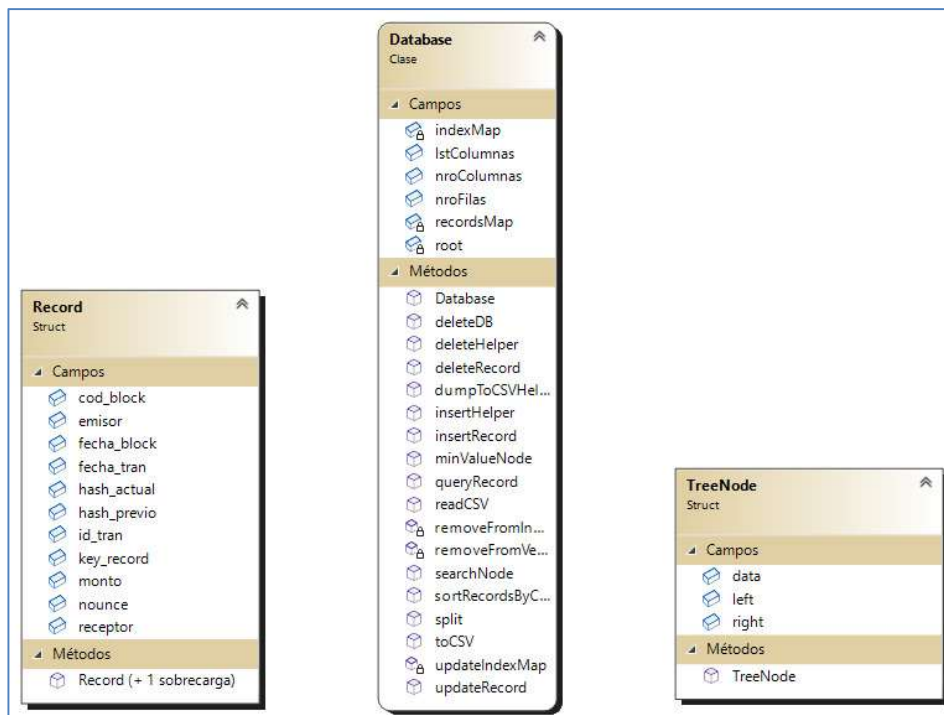 Database
Clase
Campos
indexMap
lstColumnas
nroColumnas
nroFilas
recordsMap
root
Métodos
Database
deleteDB
deleteHelper
deleteRecord
dumpToCSVHel...
insertHelper
insertRecord
minValueNode
queryRecord
readCSV
removeFromIn...
removeFromVe...
searchNode
sortRecordsByC...
split
toCSV
updateIndexMap
updateRecord
Record
Struct
Campos
cod_block
emisor
fecha_block
fecha_tran
hash_actual
hash_previo
id_tran
key_record
monto
nounce
receptor
Métodos
Record (+ 1 sobrecarga)
TreeNode
Struct
Campos
data
left
right
Métodos
TreeNode